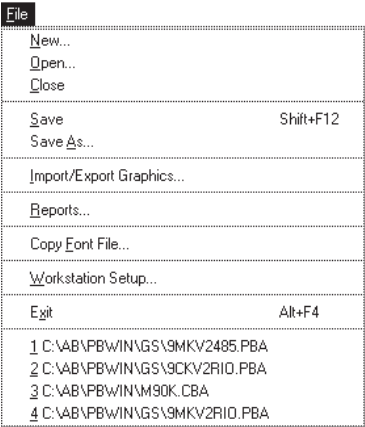 File
New...
Open...
Close
Save Shift+F12
Save As...
Import/Export Graphics...
Reports...
Copy Font File...
Workstation Setup...
Exit Alt+F4
1 C:\AB\PBWIN\GS\9MKV2485.PBA
2 C:\AB\PBWIN\GS\9CKV2RIO.PBA
3 C:\AB\PBWIN\M90K.CBA
4 C:\AB\PBWIN\GS\9MKV2RIO.PBA